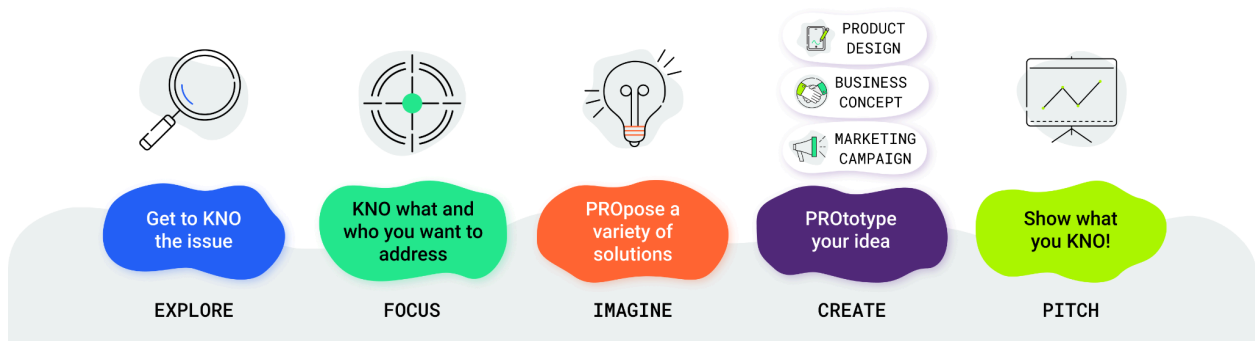 PRODUCT
DESIGN
BUSINESS
CONCEPT
MARKETING
CAMPAIGN
Get to KNO
the issue
KNO what and
who you want to
address
PROpose a
variety of
solutions
PROtotype
your idea
Show what
you KNO!
EXPLORE
FOCUS
IMAGINE
CREATE
PITCH